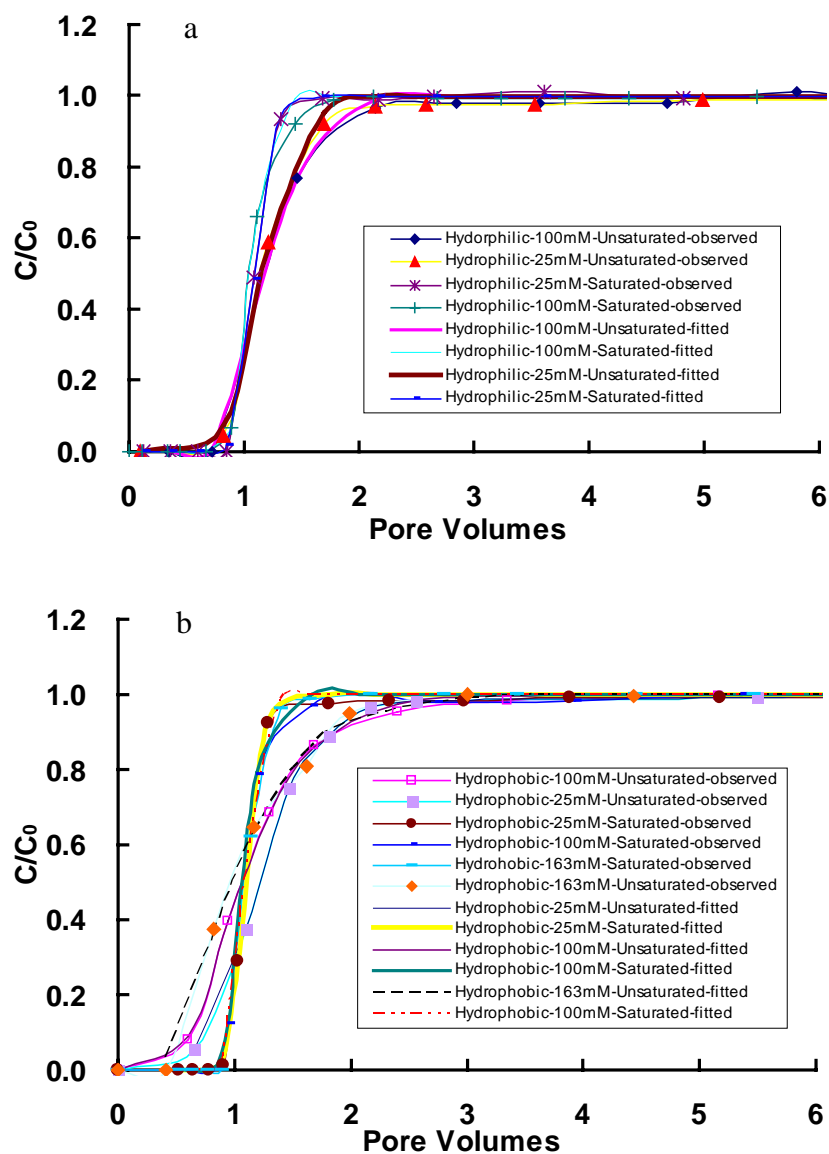 a
1.2
1.0
0.8
0.6
0.4
0.2
0.0
C/C0
Hydorphilic-100mM-Unsaturated-observed
Hydrophilic-25mM-Unsaturated-observed
Hydrophilic-25mM-Saturated-observed
Hydrophilic-100mM-Saturated-observed
Hydrophilic-100mM-Unsaturated-fitted
Hydrophilic-100mM-Saturated-fitted
Hydrophilic-25mM-Unsaturated-fitted
Hydrophilic-25mM-Saturated-fitted
0 1 2 3 4 5 6
Pore Volumes
b
1.2
1.0
0.8
0.6
0.4
0.2
0.0
C/C0
Hydrophobic-100mM-Unsaturated-observed
Hydrophobic-25mM-Unsaturated-observed
Hydrophobic-25mM-Saturated-observed
Hydrophobic-100mM-Saturated-observed
Hydrohobic-163mM-Saturated-observed
Hydrophobic-163mM-Unsaturated-observed
Hydrophobic-25mM-Unsaturated-fitted
Hydrophobic-25mM-Saturated-fitted
Hydrophobic-100mM-Unsaturated-fitted
Hydrophobic-100mM-Saturated-fitted
Hydrophobic-163mM-Unsaturated-fitted
Hydrophobic-100mM-Saturated-fitted
0 1 2 3 4 5 6
Pore Volumes